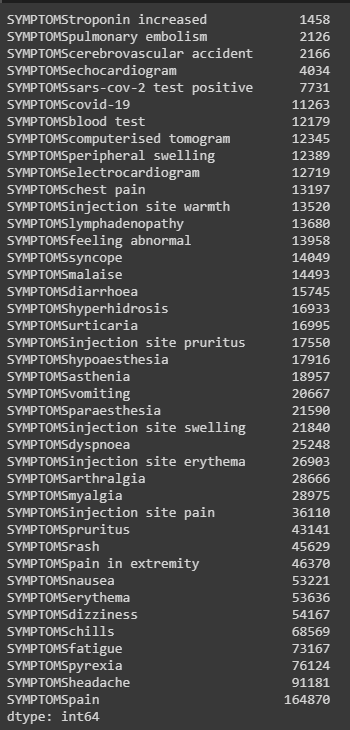 SYMPTOMStroponin increased 1458
SYMPTOMSpulmonary embolism 2126
SYMPTOMScerebrovascular accident 2166
SYMPTOMSechocardiogram 4034
SYMPTOMSsars-cov-2 test positive 7731
SYMPTOMScovid-19 11263
SYMPTOMSblood test 12179
SYMPTOMScomputerised tomogram 12345
SYMPTOMSperipheral swelling 12389
SYMPTOMSelectrocardiogram 12719
SYMPTOMSchest pain 13197
SYMPTOMSinjection site warmth 13520
SYMPTOMSlymphadenopathy 13680
SYMPTOMSfeeling abnormal 13958
SYMPTOMSsyncope 14049
SYMPTOMSmalaise 14493
SYMPTOMSdiarrhoea 15745
SYMPTOMShyperhidrosis 16933
SYMPTOMSurticaria 16995
SYMPTOMSinjection site pruritus 17550
SYMPTOMShypoaesthesia 17916
SYMPTOMSasthenia 18957
SYMPTOMSvomiting 20667
SYMPTOMSparaesthesia 21590
SYMPTOMSinjection site swelling 21840
SYMPTOMSdyspnoea 25248
SYMPTOMSinjection site erythema 26903
SYMPTOMSarthralgia 28666
SYMPTOMSmyalgia 28975
SYMPTOMSinjection site pain 36110
SYMPTOMSpruritus 43141
SYMPTOMSrash 45629
SYMPTOMSpain in extremity 46370
SYMPTOMSnausea 53221
SYMPTOMSerythema 53636
SYMPTOMSdizziness 54167
SYMPTOMSchills 68569
SYMPTOMSfatigue 73167
SYMPTOMSpyrexia 76124
SYMPTOMSheadache 91181
SYMPTOMSpain 164870
dtype: int64